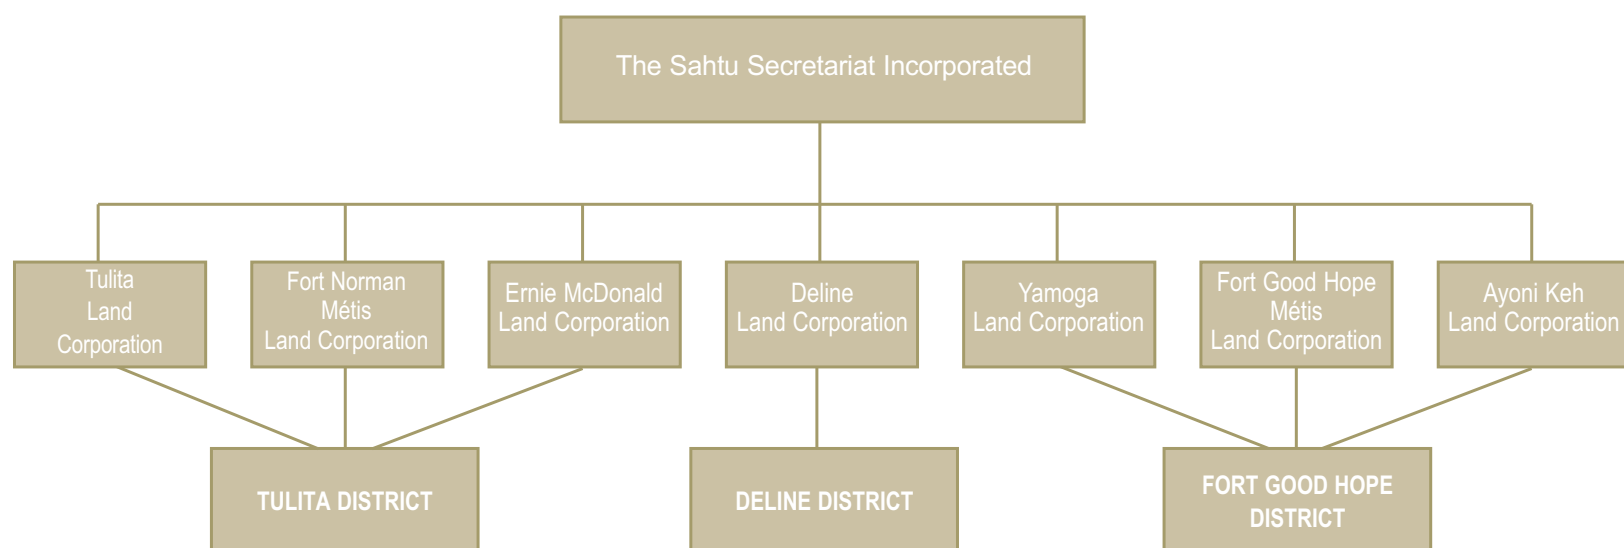 The Sahtu Secretariat Incorporated
Tulita
Land
Corporation
Fort Norman
Métis
Land Corporation
Ernie McDonald
Land Corporation
Deline
Land Corporation
Yamoga
Land Corporation
Fort Good Hope
Métis
Land Corporation
Ayoni Keh
Land Corporation
TULITA DISTRICT
DELINE DISTRICT
FORT GOOD HOPE
DISTRICT